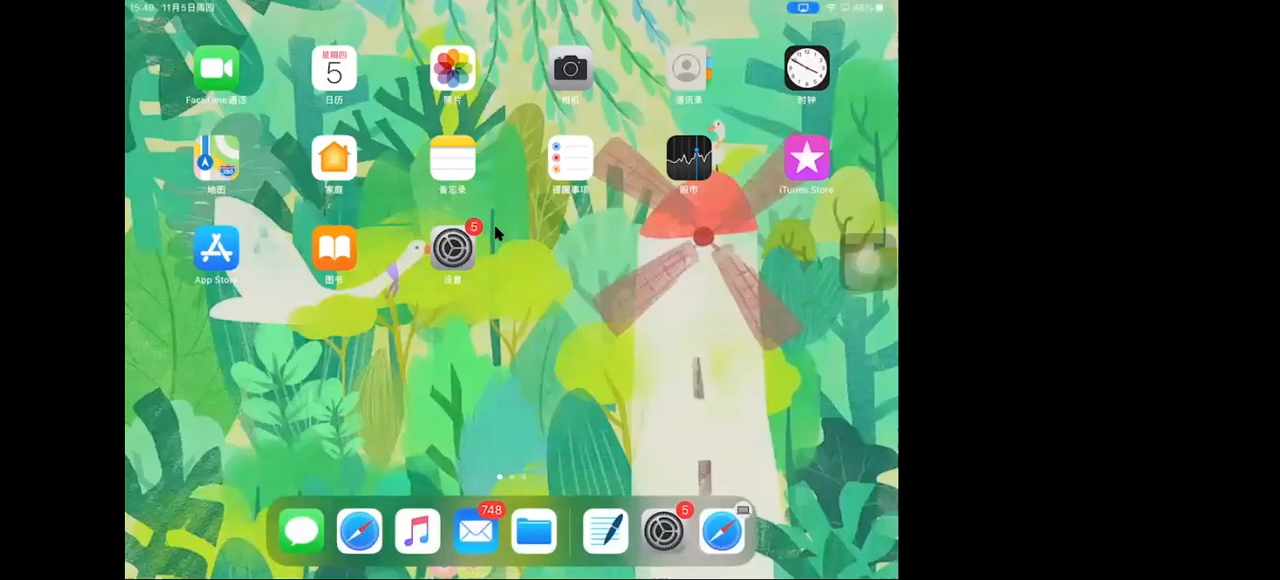 15:49 11月5日周四
46%
星期四
5
FaceTime通话
日历
照片
相机
通讯录
时钟
地图
家庭
备忘录
提醒事项
股市
iTunes Store
5
App Store
图书
设置
748
5